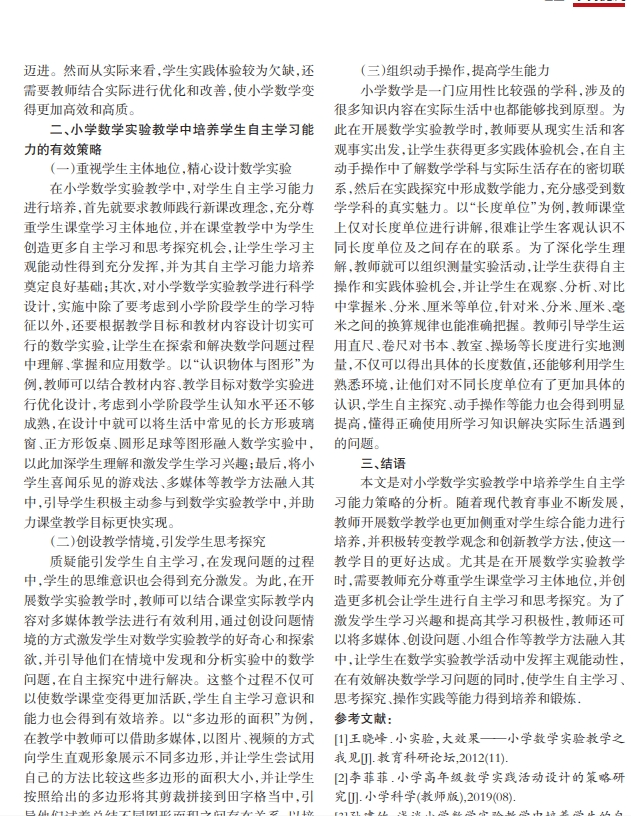 迈进。然而从实际来看,学生实践体验较为欠缺,还
需要教师结合实际进行优化和改善,使小学数学变
得更加高效和高质。
二、小学数学实验教学中培养学生自主学习能
力的有效策略
(一)重视学生主体地位,精心设计数学实验
在小学数学实验教学中,对学生自主学习能力
进行培养,首先就要求教师践行新课改理念,充分尊
重学生课堂学习主体地位,并在课堂教学中为学生
创造更多自主学习和思考探究机会,让学生学习主
观能动性得到充分发挥,并为其自主学习能力培养
奠定良好基础;其次,对小学数学实验教学进行科学
设计,实施中除了要考虑到小学阶段学生的学习特
征以外,还要根据教学目标和教材内容设计切实可
行的数学实验,让学生在探索和解决数学问题过程
中理解、掌握和应用数学。以“认识物体与图形”为
例,教师可以结合教材内容、教学目标对数学实验进
行优化设计,考虑到小学阶段学生认知水平还不够
成熟,在设计中就可以将生活中常见的长方形玻璃
窗、正方形饭桌、圆形足球等图形融入数学实验中,
以此加深学生理解和激发学生学习兴趣;最后,将小
学生喜闻乐见的游戏法、多媒体等教学方法融入其
中,引导学生积极主动参与到数学实验教学中,并助
力课堂教学目标更快实现。
(二)创设教学情境,引发学生思考探究
质疑能引发学生自主学习,在发现问题的过程
中,学生的思维意识也会得到充分激发。为此,在开
展数学实验教学时,教师可以结合课堂实际教学内
容对多媒体教学法进行有效利用,通过创设问题情
境的方式激发学生对数学实验教学的好奇心和探索
欲,并引导他们在情境中发现和分析实验中的数学
问题,在自主探究中进行解决。这整个过程不仅可
以使数学课堂变得更加活跃,学生自主学习意识和
能力也会得到有效培养。以“多边形的面积”为例,
在教学中教师可以借助多媒体,以图片、视频的方式
向学生直观形象展示不同多边形,并让学生尝试用
自己的方法比较这些多边形的面积大小,并让学生
按照给出的多边形将其剪裁拼接到田字格当中,引
(三)组织动手操作,提高学生能力
小学数学是一门应用性比较强的学科,涉及的
很多知识内容在实际生活中也都能够找到原型。为
此在开展数学实验教学时,教师要从现实生活和客
观事实出发,让学生获得更多实践体验机会,在自主
动手操作中了解数学学科与实际生活存在的密切联
系,然后在实践探究中形成数学能力,充分感受到数
学学科的真实魅力。以“长度单位”为例,教师课堂
上仅对长度单位进行讲解,很难让学生客观认识不
同长度单位及之间存在的联系。为了深化学生理
解,教师就可以组织测量实验活动,让学生获得自主
操作和实践体验机会,并让学生在观察、分析、对比
中掌握米、分米、厘米等单位,针对米、分米、厘米、毫
米之间的换算规律也能准确把握。教师引导学生运
用直尺、卷尺对书本、教室、操场等长度进行实地测
量,不仅可以得出具体的长度数值,还能够利用学生
熟悉环境,让他们对不同长度单位有了更加具体的
认识,学生自主探究、动手操作等能力也会得到明显
提高,懂得正确使用所学习知识解决实际生活遇到
的问题。
三、结语
本文是对小学数学实验教学中培养学生自主学
习能力策略的分析。随着现代教育事业不断发展,
教师开展数学教学也更加侧重对学生综合能力进行
培养,并积极转变教学观念和创新教学方法,使这一
教学目的更好达成。尤其是在开展数学实验教学
时,需要教师充分尊重学生课堂学习主体地位,并创
造更多机会让学生进行自主学习和思考探究。为了
激发学生学习兴趣和提高其学习积极性,教师还可
以将多媒体、创设问题、小组合作等教学方法融入其
中,让学生在数学实验教学活动中发挥主观能动性,
在有效解决数学学习问题的同时,使学生自主学习、
思考探究、操作实践等能力得到培养和锻炼.
参考文献:
[1]王晓峰.小实验,大效果——小学数学实验教学之
我见[J].教育科研论坛,2012(11).
[2]李菲菲.小学高年级数学实践活动设计的策略研
究[J].小学科学(教师版),2019(08).